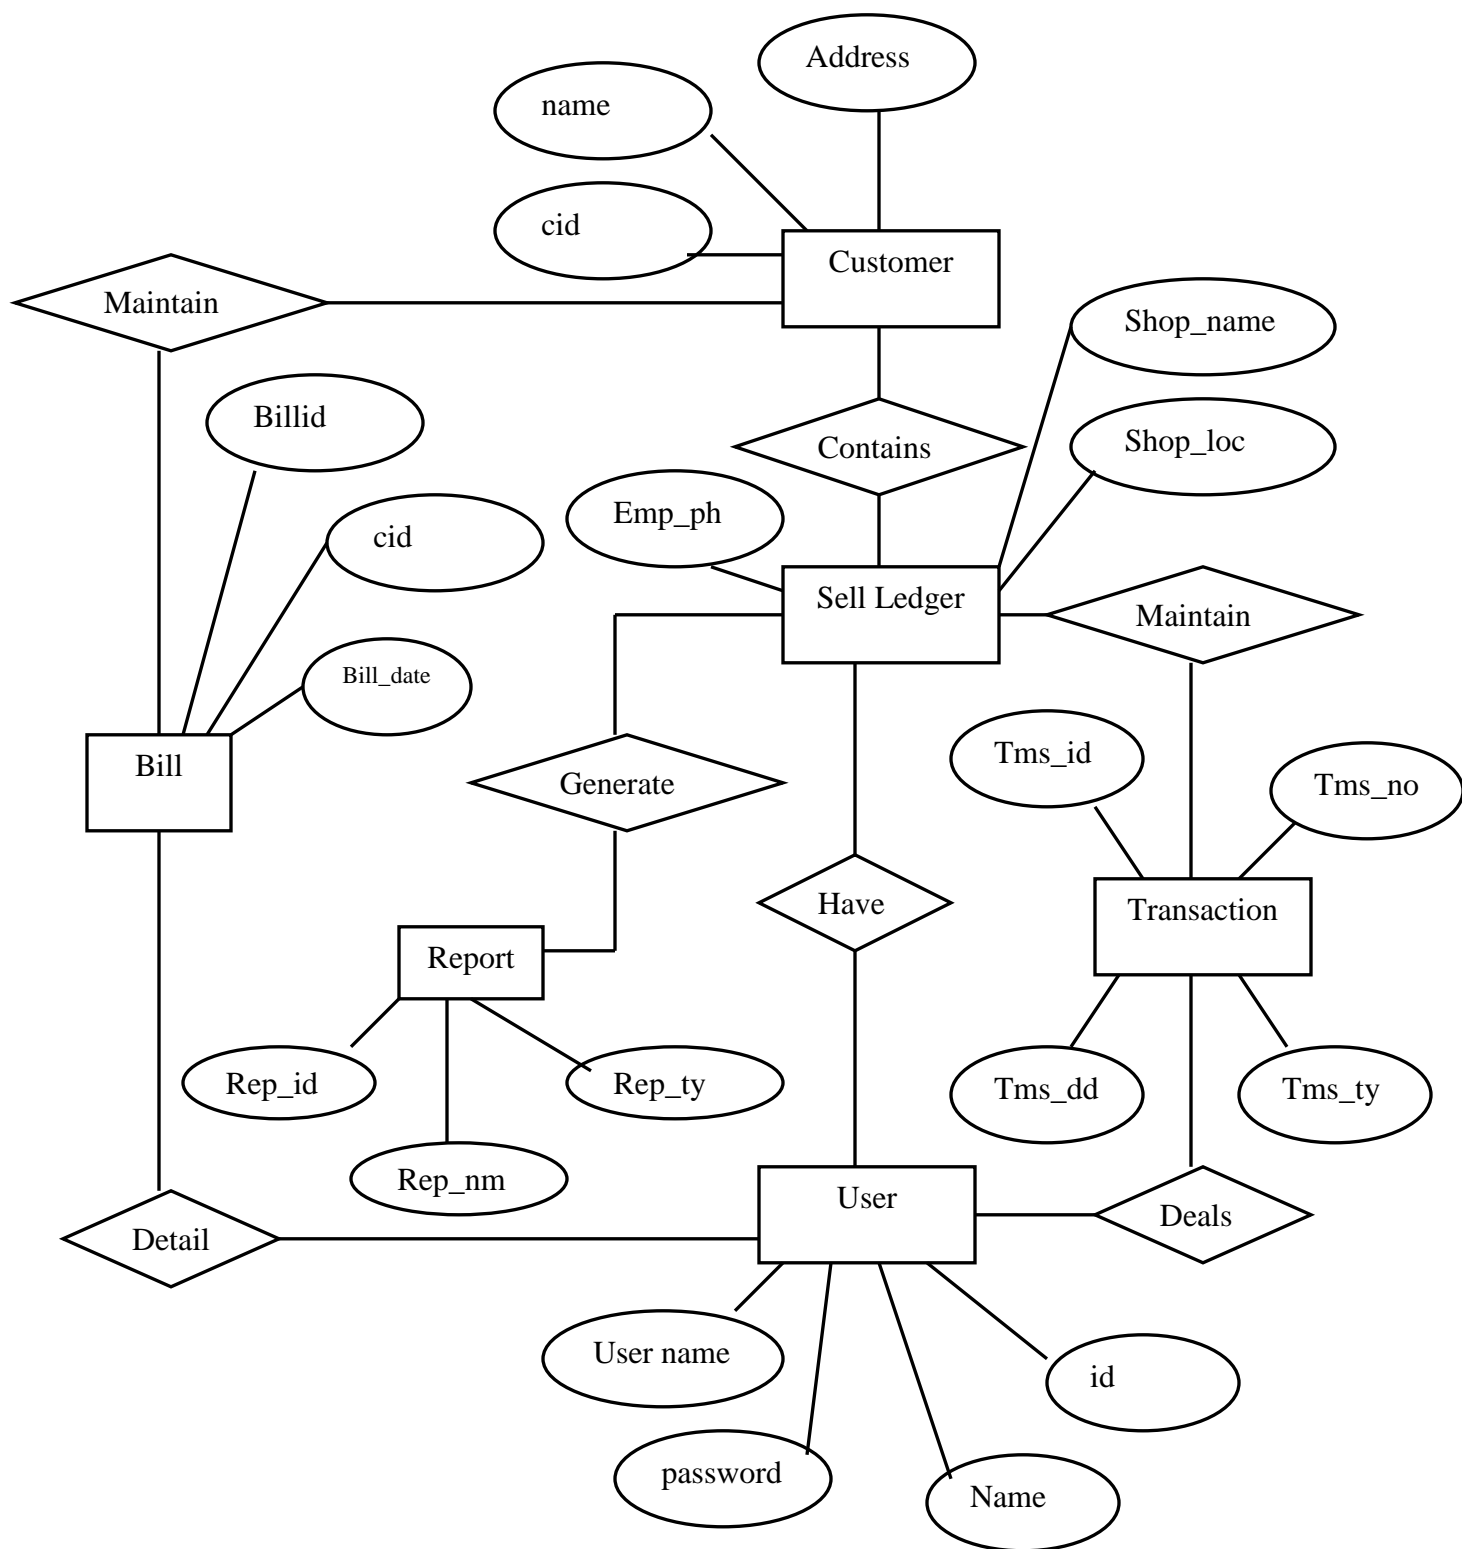 Address
name
cid
Customer
Maintain
Shop_name
Billid
Shop_loc
Contains
Emp_ph
cid
Sell Ledger
Maintain
Bill_date
Bill
Tms_id
Generate
Tms_no
Have
Transaction
Report
Rep_id
Rep_ty
Tms_dd
Tms_ty
Rep_nm
User
Deals
Detail
User name
id
password
Name